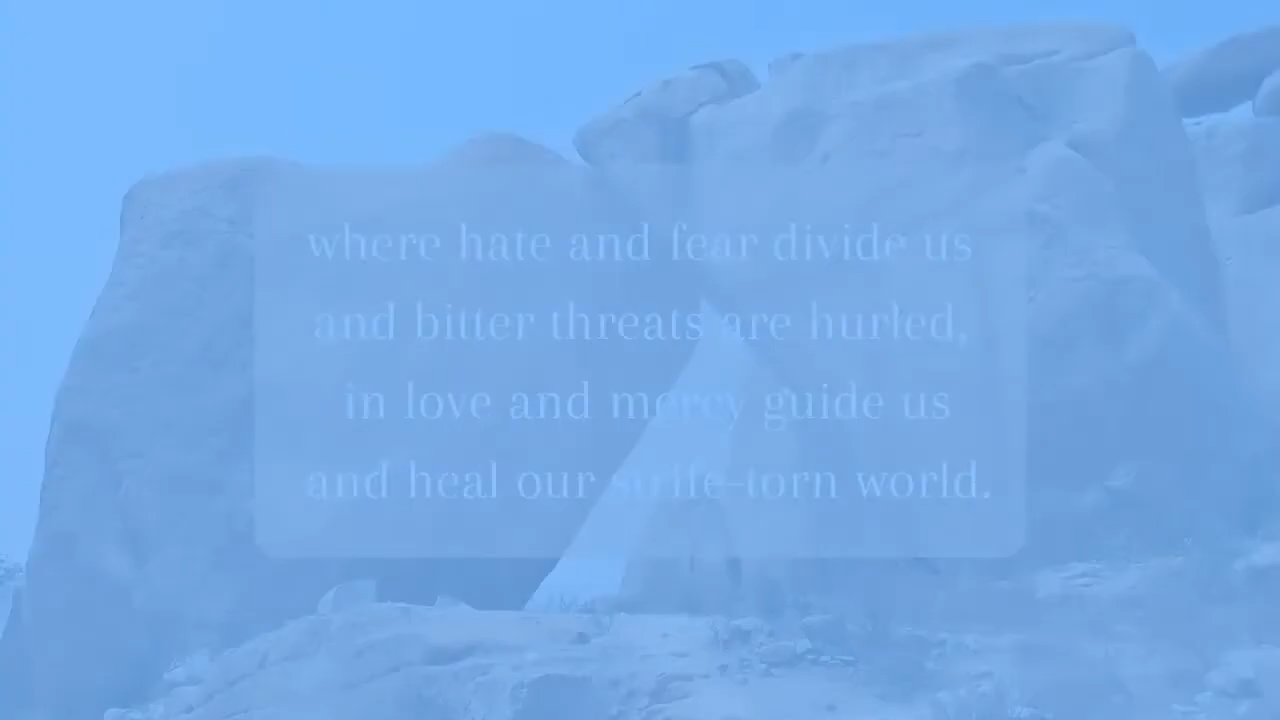 where hate and fear divide us
and bitter threats are hurled,
in love and mercy guide us
and heal our strife-torn world.